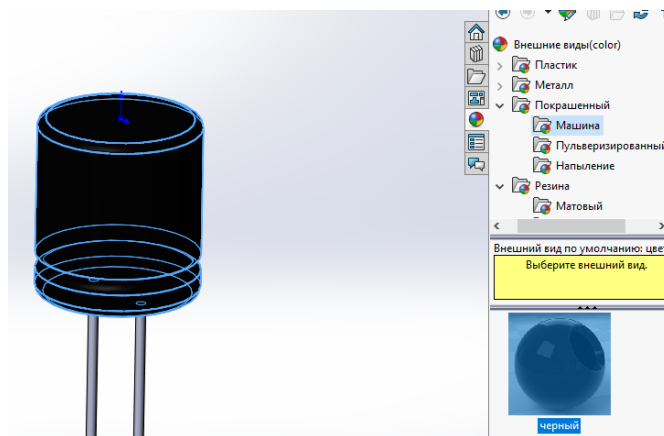 Внешние виды(color)
Пластик
Металл
Покрашенный
Машина
Пульверизированный
Напыление
Резина
Матовый
Внешний вид по умолчанию: цве
Выберите внешний вид.
черный